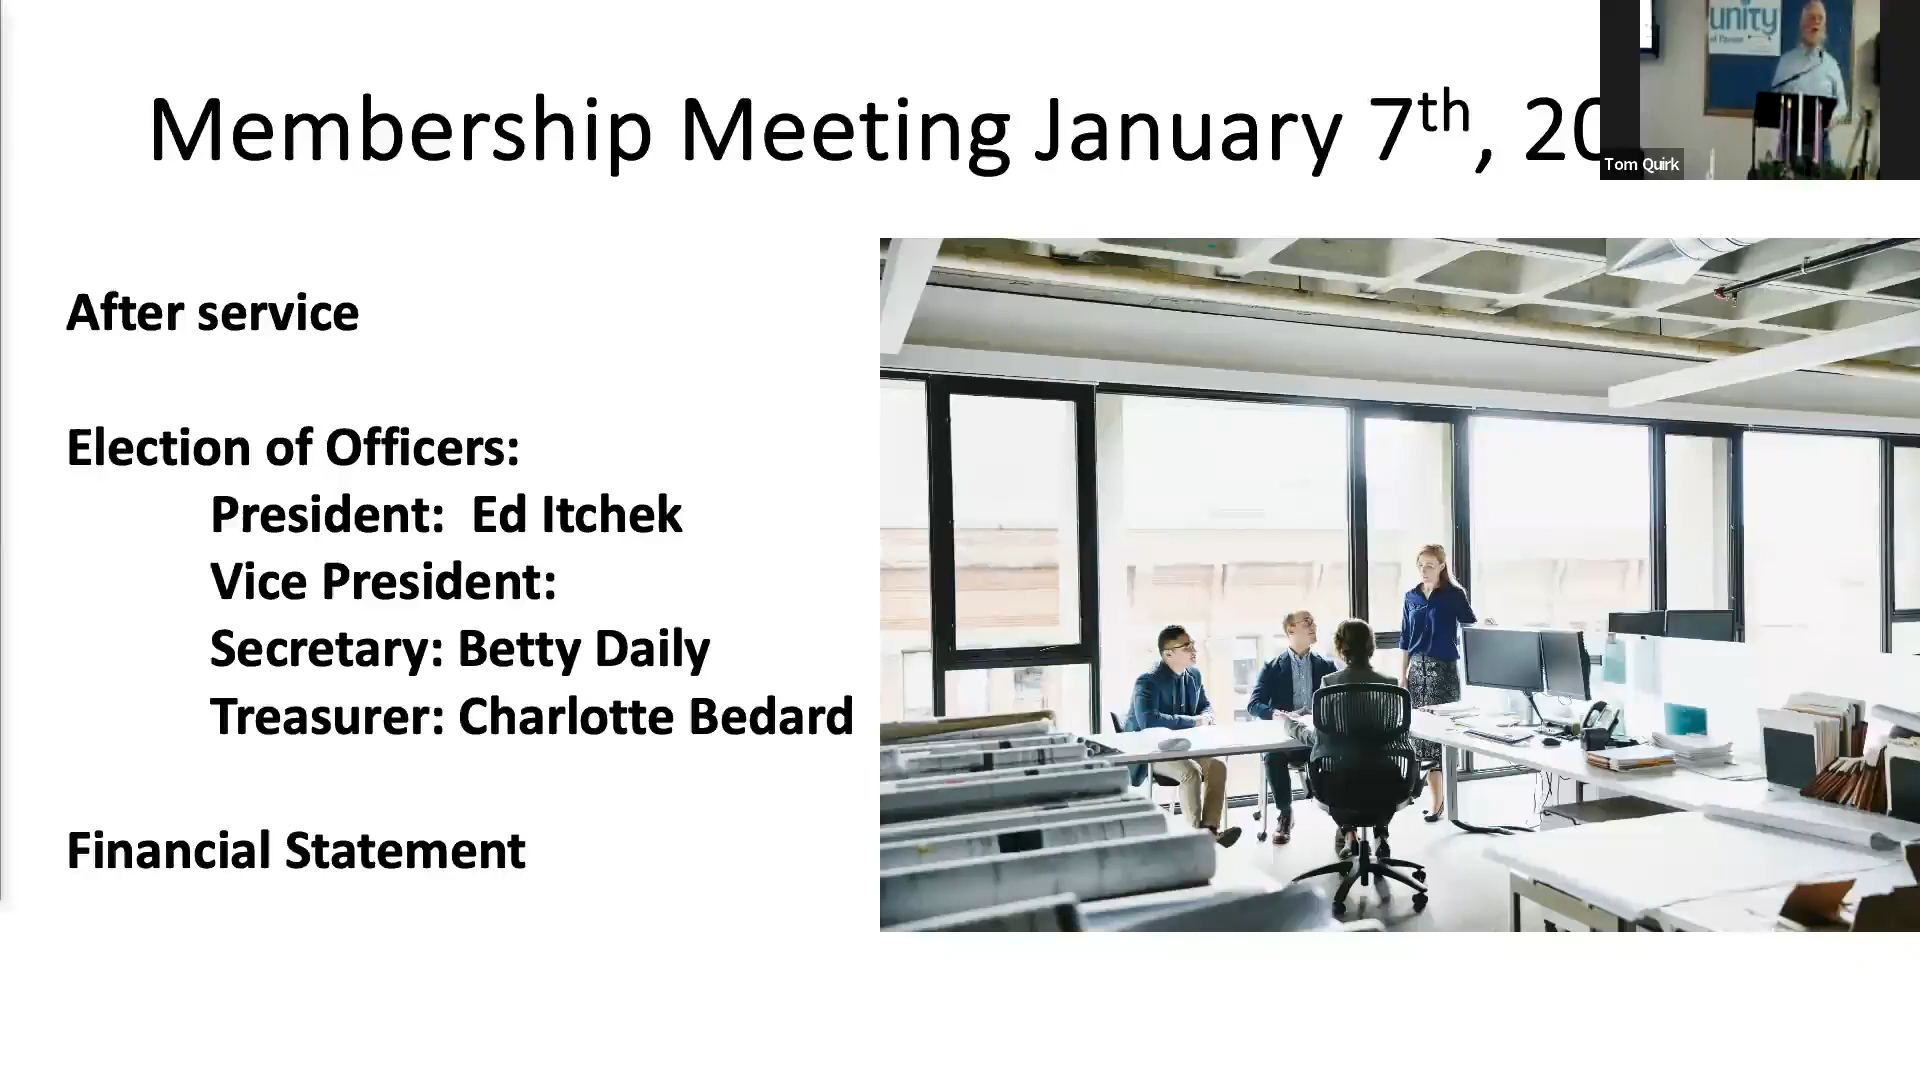 Membership Meeting January 7th, 20
unity
Tom Quirk
After service
Election of Officers:
President: Ed Itchek
Vice President:
Secretary: Betty Daily
Treasurer: Charlotte Bedard
Financial Statement